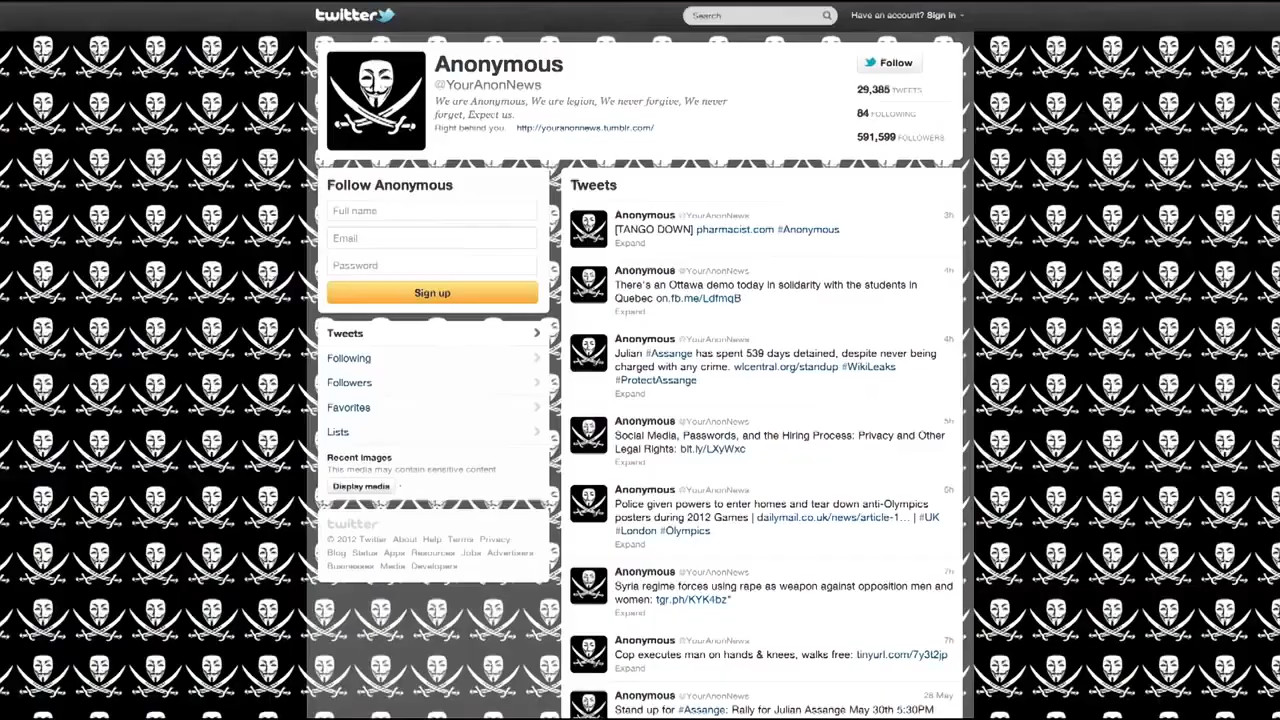 twitter
Search
Have an account? Sign in
Anonymous
@YourAnonNews
We are Anonymous, We are legion, We never forgive, We never
forget, Expect us.
Right behind you. http://youranonnews.tumblr.com/
Follow
29,385 TWEETS
84 FOLLOWING
591,599 FOLLOWERS
Follow Anonymous
Full name
Email
Password
Sign up
Tweets
Following
Followers
Favorites
Lists
Recent images
This media may contain sensitive content
Display media
twitter
© 2012 Twitter About Help Terms Privacy
Blog Status Apps Resources Jobs Advertisers
Businesses Media Developers
Tweets
Anonymous @YourAnonNews 3h
[TANGO DOWN] pharmacist.com #Anonymous
Expand
Anonymous @YourAnonNews 4h
There's an Ottawa demo today in solidarity with the students in
Quebec on.fb.me/LdfmqB
Expand
Anonymous @YourAnonNews 4h
Julian #Assange has spent 539 days detained, despite never being
charged with any crime. wlcentral.org/standup #WikiLeaks
#ProtectAssange
Expand
Anonymous @YourAnonNews 5h
Social Media, Passwords, and the Hiring Process: Privacy and Other
Legal Rights: bit.ly/LXyWxc
Expand
Anonymous @YourAnonNews 6h
Police given powers to enter homes and tear down anti-Olympics
posters during 2012 Games | dailymail.co.uk/news/article-1… | #UK
#London #Olympics
Expand
Anonymous @YourAnonNews 7h
Syria regime forces using rape as weapon against opposition men and
women: tgr.ph/KYK4bz"
Expand
Anonymous @YourAnonNews 7h
Cop executes man on hands & knees, walks free: tinyurl.com/7y3t2jp
Expand
Anonymous @YourAnonNews 28 May
Stand up for #Assange: Rally for Julian Assange May 30th 5:30PM